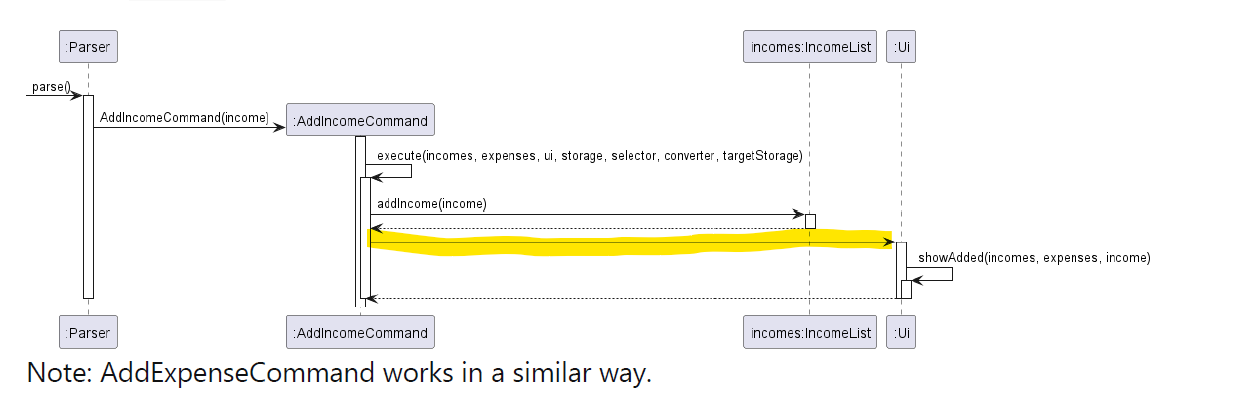 :Parser
incomes:IncomeList
:Ui
parse()
AddIncomeCommand(income)
:AddIncomeCommand
execute(incomes, expenses, ui, storage, selector, converter, targetStorage)
addIncome(income)
showAdded(incomes, expenses, income)
:Parser
:AddIncomeCommand
incomes:IncomeList
:Ui
Note: AddExpenseCommand works in a similar way.